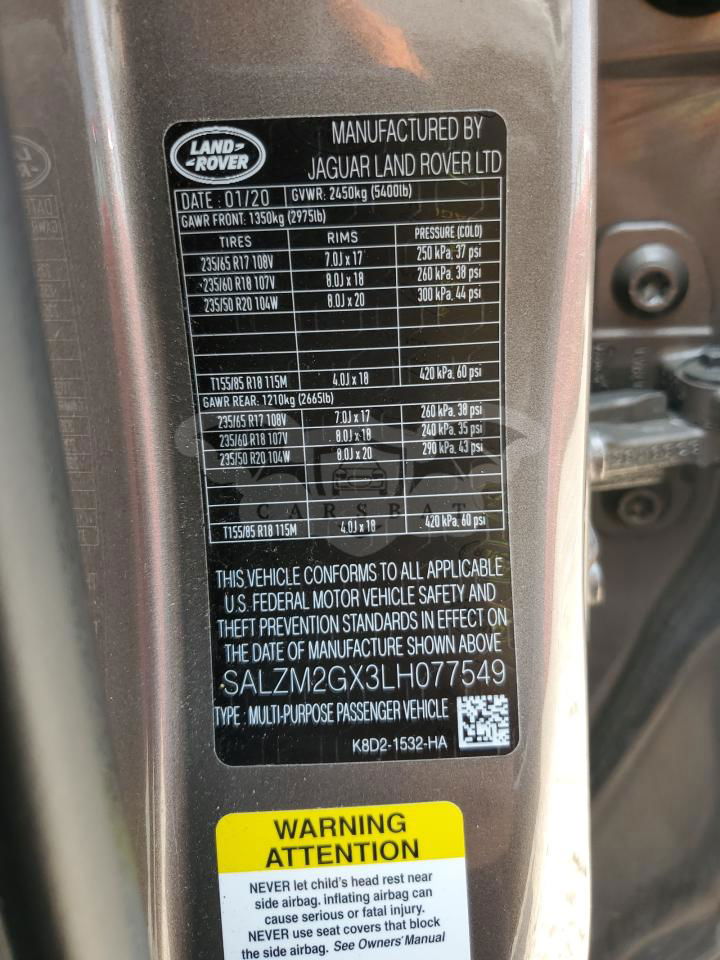 LAND-
-ROVER
MANUFACTURED BY
JAGUAR LAND ROVER LTD
DATE : 01/20 GVWR: 2450kg (5400lb)
GAWR FRONT: 1350kg (2975lb)
TIRES RIMS PRESSURE (COLD)
235/65 R17 108V 7.0J x 17 250 kPa, 37 psi
235/60 R18 107V 8.0J x 18 260 kPa, 38 psi
235/50 R20 104W 8.0J x 20 300 kPa, 44 psi
T155/85 R18 115M 4.0J x 18 420 kPa, 60 psi
GAWR REAR: 1210kg (2665lb)
235/65 R17 108V 7.0J x 17 260 kPa, 38 psi
235/60 R18 107V 8.0J x 18 240 kPa, 35 psi
235/50 R20 104W 8.0J x 20 290 kPa, 43 psi
CARSBAT
T155/85 R18 115M 4.0J x 18 420 kPa, 60 psi
THIS VEHICLE CONFORMS TO ALL APPLICABLE
U.S. FEDERAL MOTOR VEHICLE SAFETY AND
THEFT PREVENTION STANDARDS IN EFFECT ON
THE DATE OF MANUFACTURE SHOWN ABOVE
SALZM2GX3LH077549
TYPE : MULTI-PURPOSE PASSENGER VEHICLE
K8D2-1532-HA
WARNING
ATTENTION
NEVER let child's head rest near
side airbag. inflating airbag can
cause serious or fatal injury.
NEVER use seat covers that block
the side airbag. See Owners' Manual